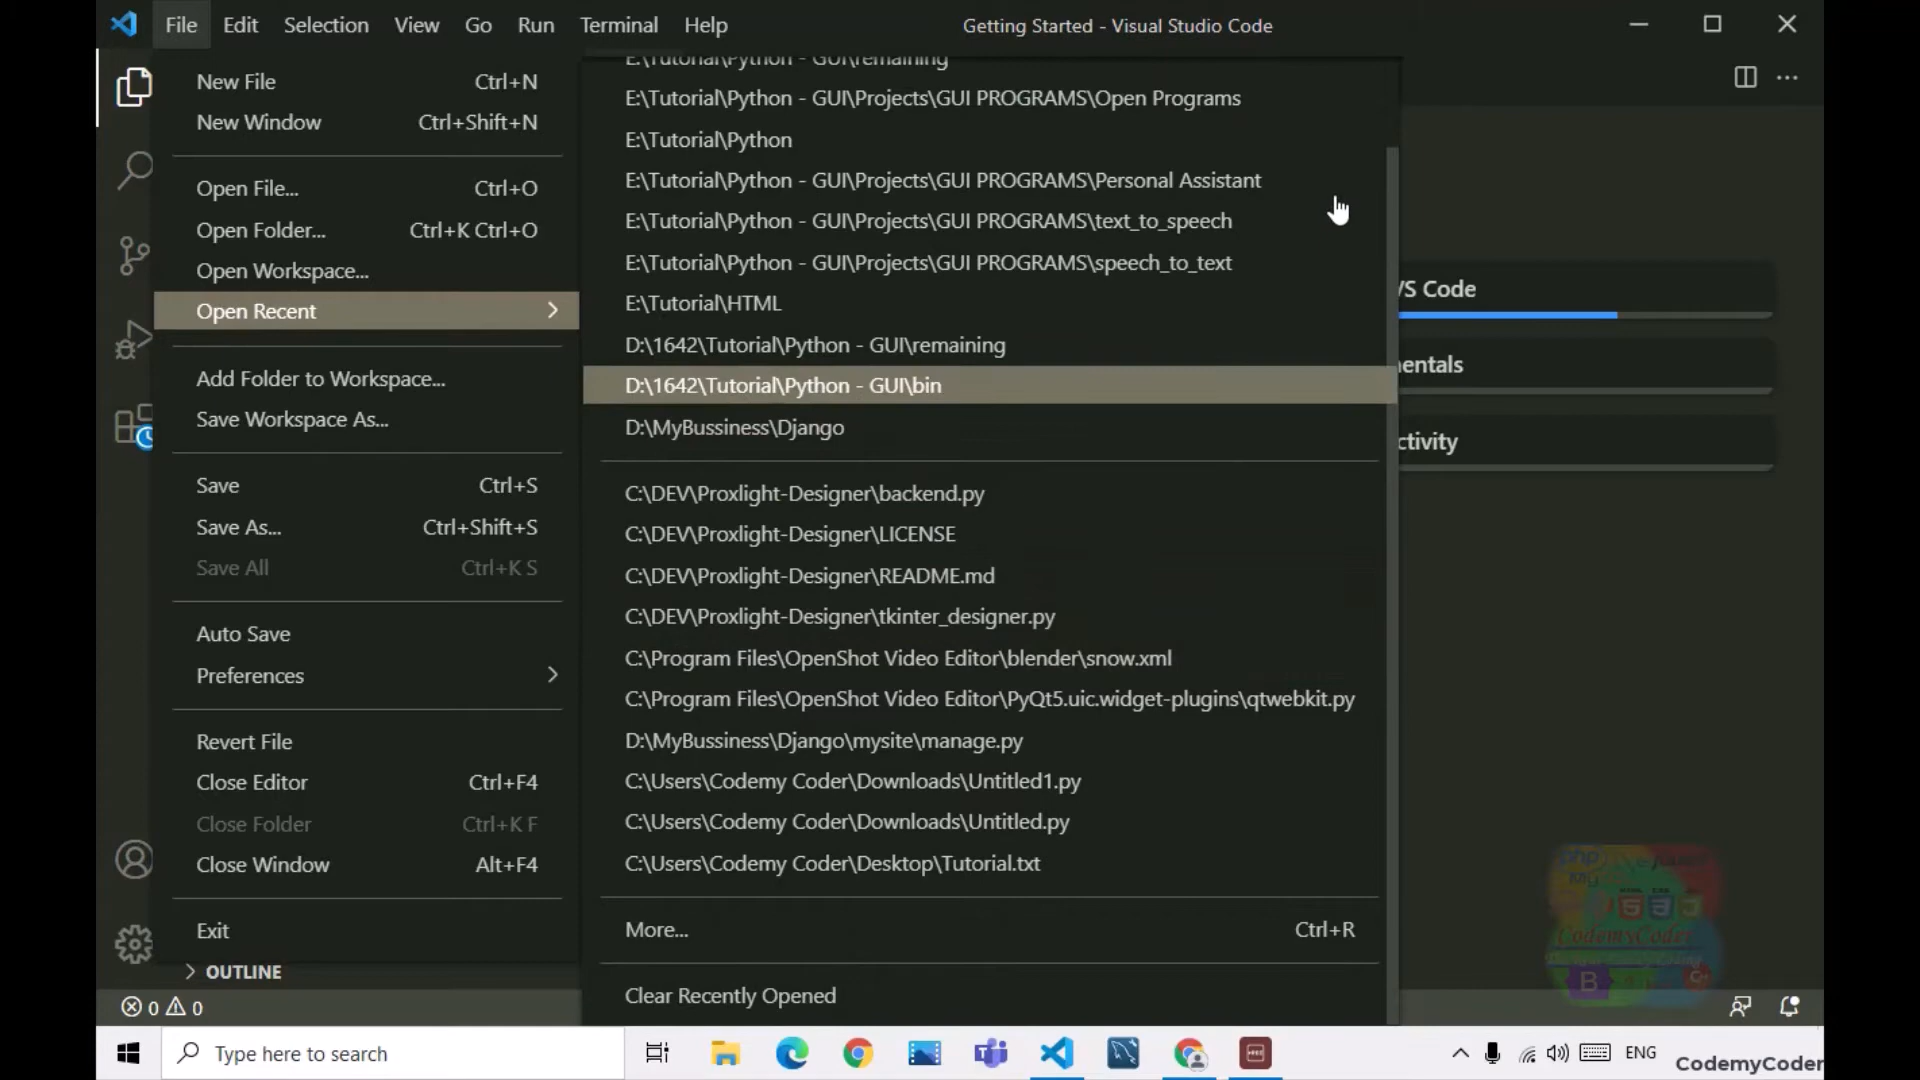 File Edit Selection View Go Run Terminal Help
Getting Started - Visual Studio Code
New File Ctrl+N
New Window Ctrl+Shift+N
Open File... Ctrl+O
Open Folder... Ctrl+K Ctrl+O
Open Workspace...
Open Recent
Add Folder to Workspace...
Save Workspace As...
Save Ctrl+S
Save As... Ctrl+Shift+S
Save All Ctrl+K S
Auto Save
Preferences
Revert File
Close Editor Ctrl+F4
Close Folder Ctrl+K F
Close Window Alt+F4
Exit
OUTLINE
E:\Tutorial\Python - GUI\remaining
E:\Tutorial\Python - GUI\Projects\GUI PROGRAMS\Open Programs
E:\Tutorial\Python
E:\Tutorial\Python - GUI\Projects\GUI PROGRAMS\Personal Assistant
E:\Tutorial\Python - GUI\Projects\GUI PROGRAMS\text_to_speech
E:\Tutorial\Python - GUI\Projects\GUI PROGRAMS\speech_to_text
E:\Tutorial\HTML
D:\1642\Tutorial\Python - GUI\remaining
D:\1642\Tutorial\Python - GUI\bin
D:\MyBussiness\Django
C:\DEV\Proxlight-Designer\backend.py
C:\DEV\Proxlight-Designer\LICENSE
C:\DEV\Proxlight-Designer\README.md
C:\DEV\Proxlight-Designer\tkinter_designer.py
C:\Program Files\OpenShot Video Editor\blender\snow.xml
C:\Program Files\OpenShot Video Editor\PyQt5.uic.widget-plugins\qtwebkit.py
D:\MyBussiness\Django\mysite\manage.py
C:\Users\Codemy Coder\Downloads\Untitled1.py
C:\Users\Codemy Coder\Downloads\Untitled.py
C:\Users\Codemy Coder\Desktop\Tutorial.txt
More... Ctrl+R
Clear Recently Opened
VS Code
entals
ctivity
php
My
CodemyCoder
B
0 0
Type here to search
ENG
CodemyCoder